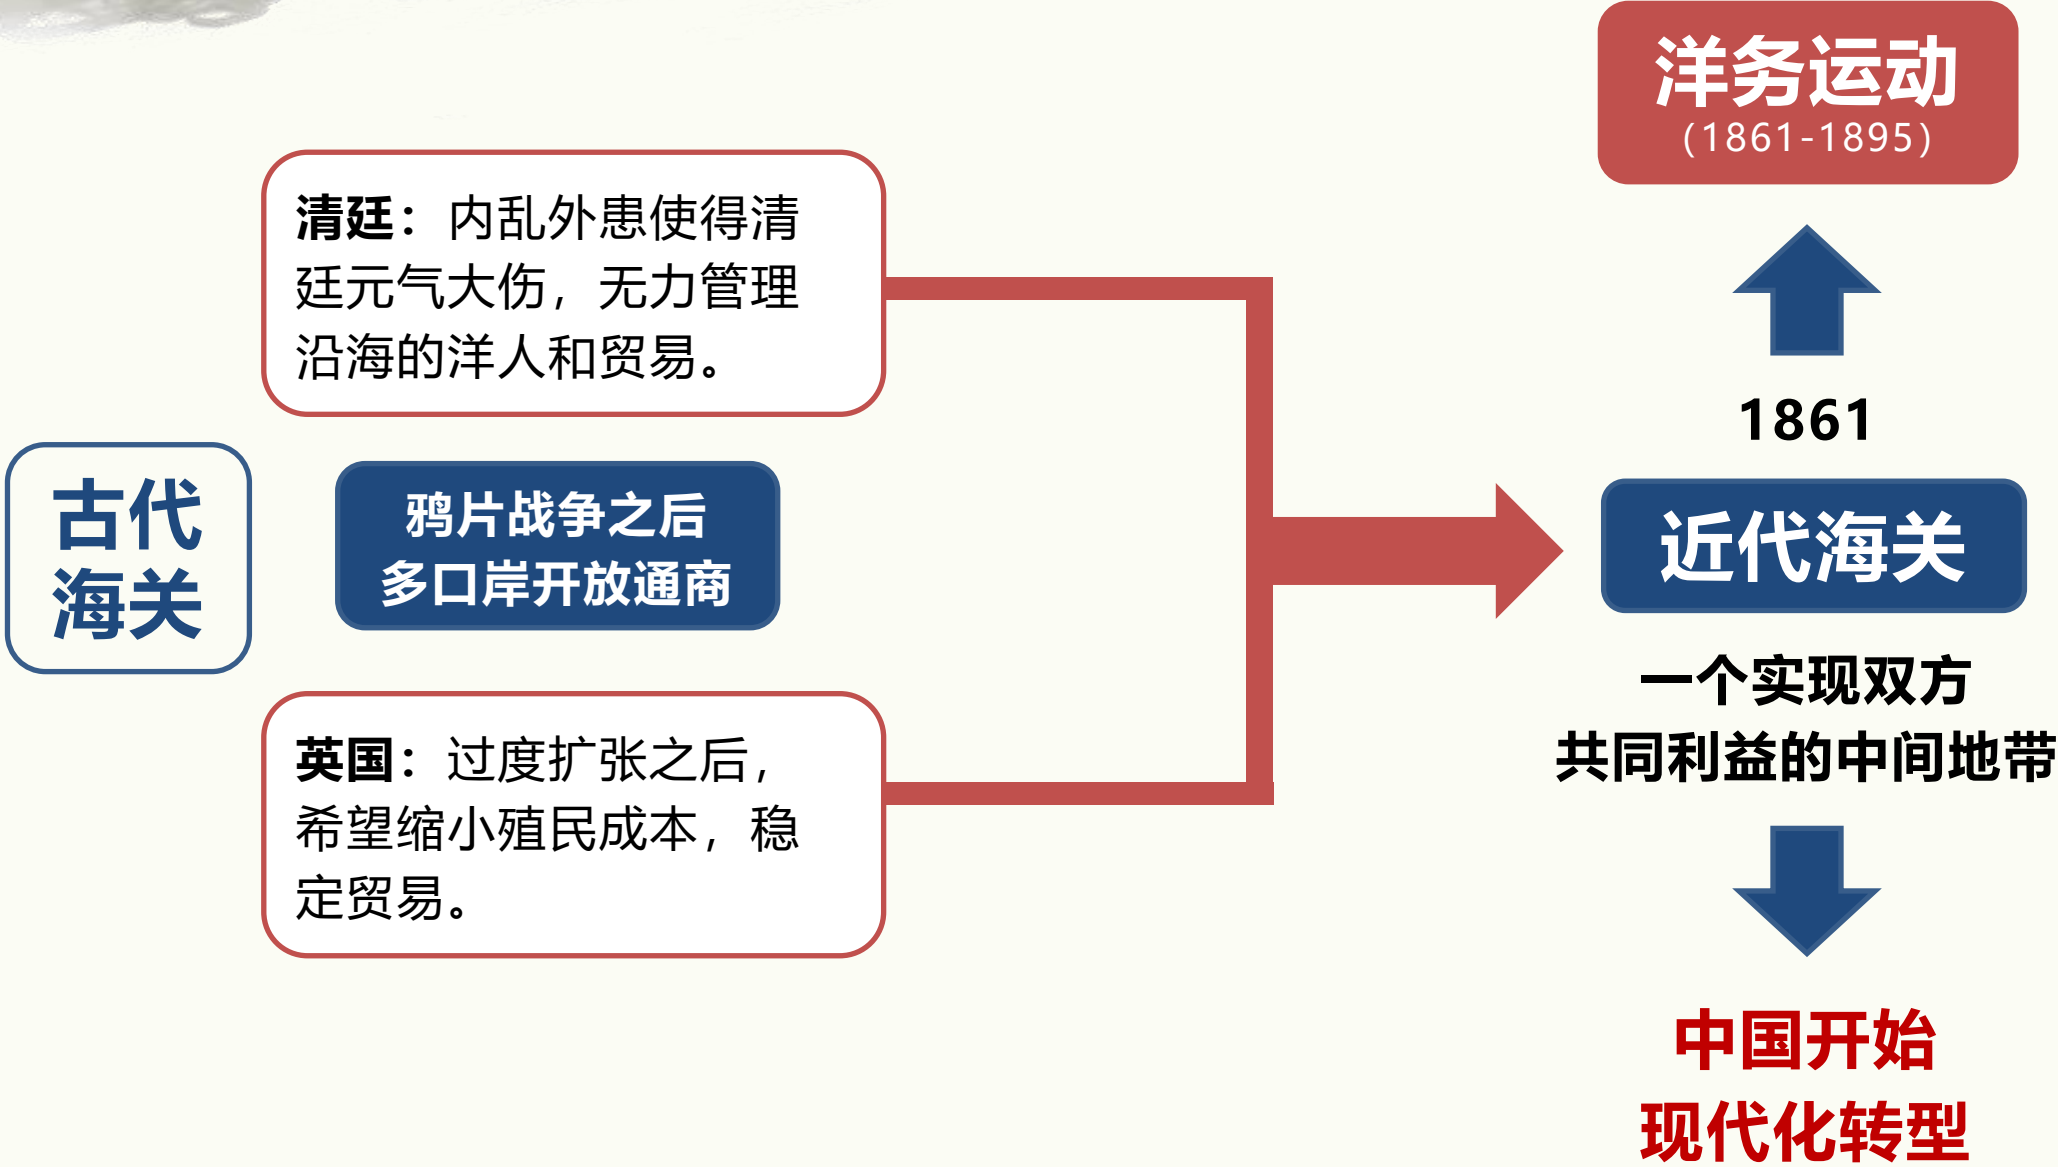 洋务运动
(1861-1895)
清廷：内乱外患使得清
廷元气大伤，无力管理
沿海的洋人和贸易。
1861
古代
海关
鸦片战争之后
多口岸开放通商
近代海关
一个实现双方
共同利益的中间地带
英国：过度扩张之后，
希望缩小殖民成本，稳
定贸易。
中国开始
现代化转型